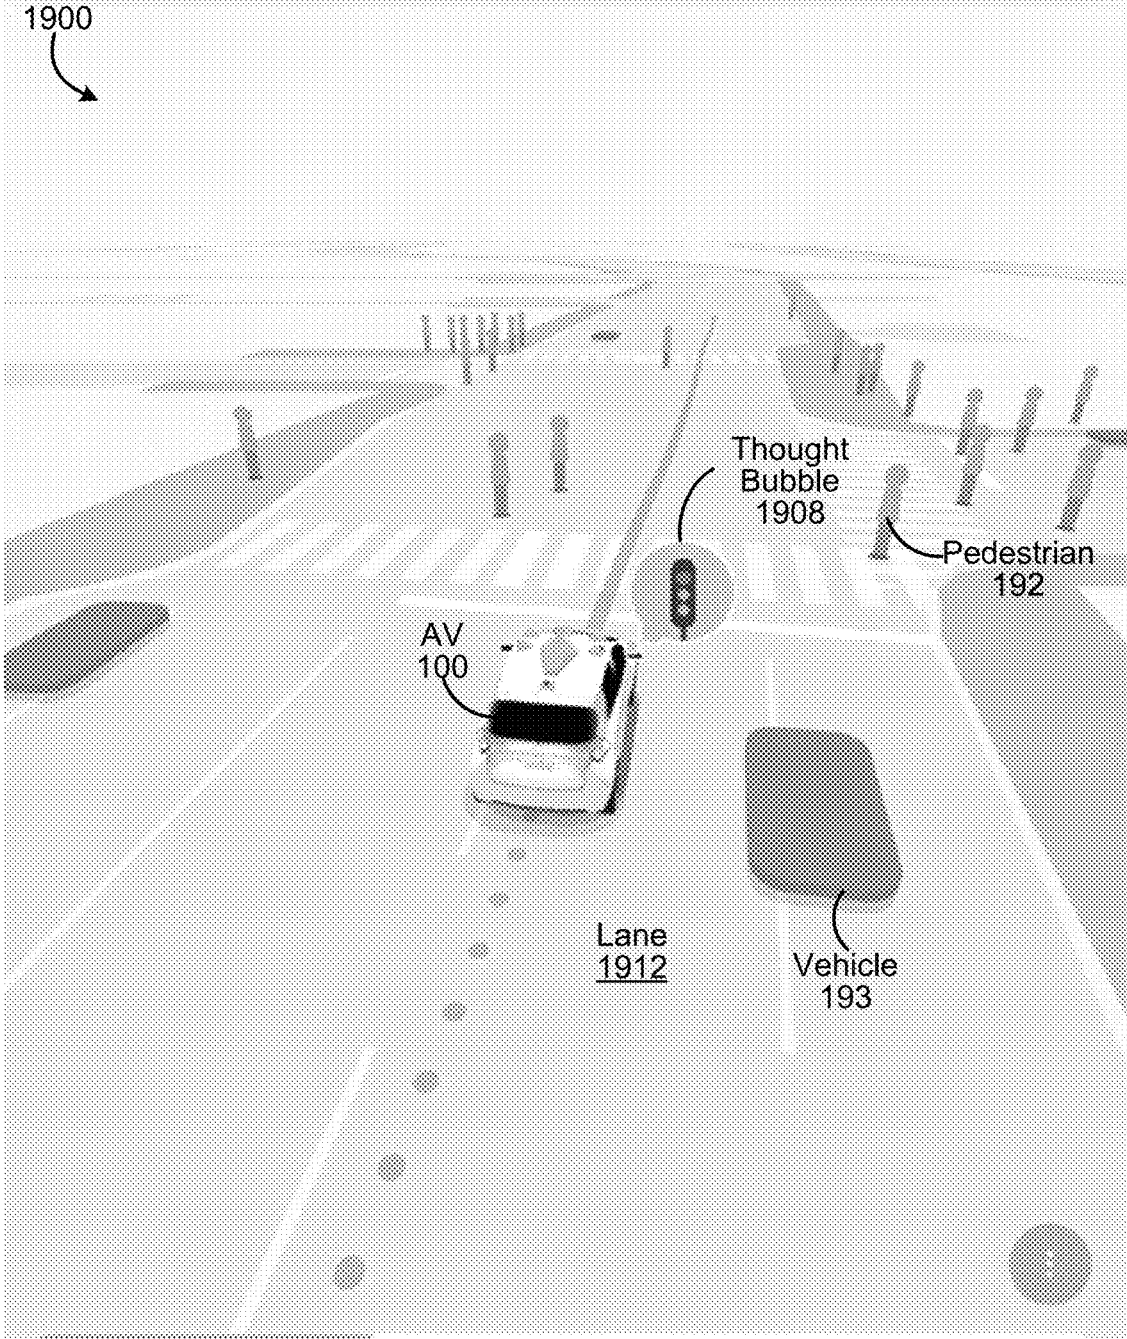 1900
Thought
Bubble
1908
Pedestrian
192
AV
100
Lane
1912
Vehicle
193